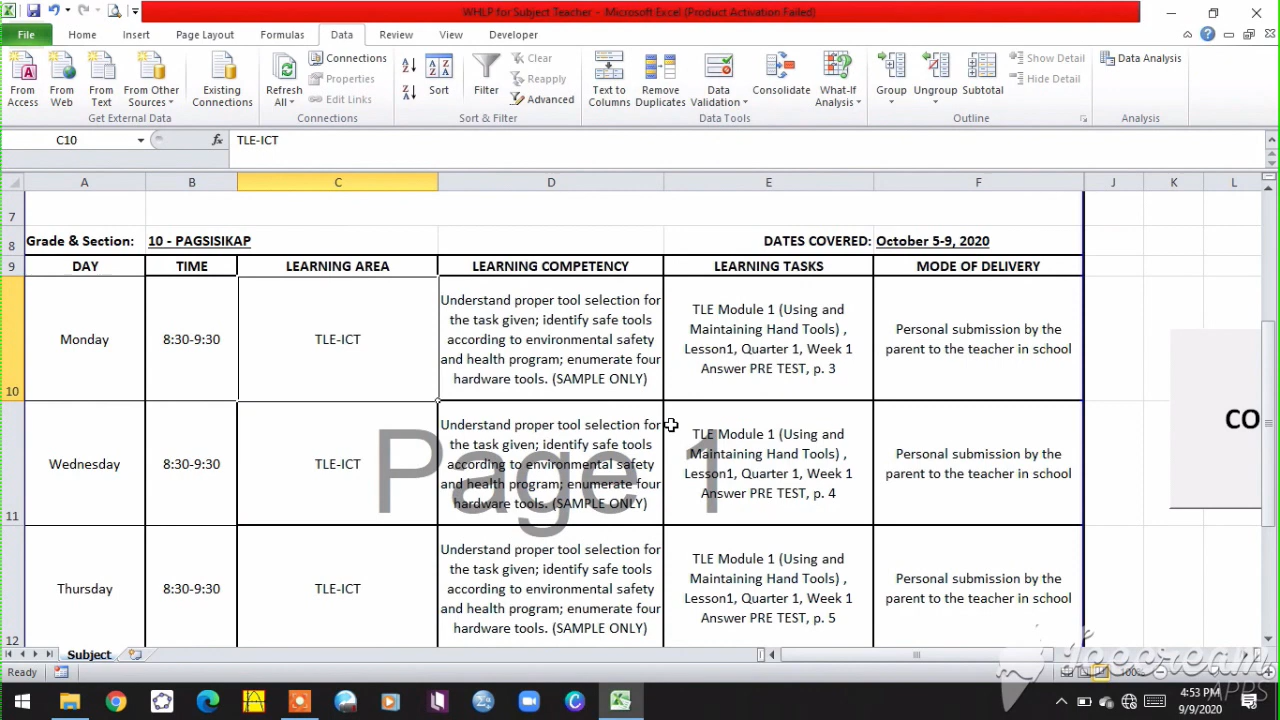 WHLP for Subject Teacher - Microsoft Excel (Product Activation Failed)
File Home Insert Page Layout Formulas Data Review View Developer
From Access
From Web
From Text
From Other Sources
Existing Connections
Get External Data
Refresh All
Connections
Properties
Edit Links
Connections
Sort
Filter
Clear
Reapply
Advanced
Sort & Filter
Text to Columns
Remove Duplicates
Data Validation
Consolidate
What-If Analysis
Data Tools
Group
Ungroup
Subtotal
Show Detail
Hide Detail
Outline
Data Analysis
Analysis
C10 fx TLE-ICT
A B C D E F J K L
7
8 Grade & Section: 10 - PAGSISIKAP DATES COVERED: October 5-9, 2020
9 DAY TIME LEARNING AREA LEARNING COMPETENCY LEARNING TASKS MODE OF DELIVERY
10
Monday
8:30-9:30
TLE-ICT
Understand proper tool selection for
the task given; identify safe tools
according to environmental safety
and health program; enumerate four
hardware tools. (SAMPLE ONLY)
TLE Module 1 (Using and
Maintaining Hand Tools) ,
Lesson1, Quarter 1, Week 1
Answer PRE TEST, p. 3
Personal submission by the
parent to the teacher in school
CO
11
Wednesday
8:30-9:30
TLE-ICT
Understand proper tool selection for
the task given; identify safe tools
according to environmental safety
and health program; enumerate four
hardware tools. (SAMPLE ONLY)
TLE Module 1 (Using and
Maintaining Hand Tools) ,
Lesson1, Quarter 1, Week 1
Answer PRE TEST, p. 4
Personal submission by the
parent to the teacher in school
Page 1
12
Thursday
8:30-9:30
TLE-ICT
Understand proper tool selection for
the task given; identify safe tools
according to environmental safety
and health program; enumerate four
hardware tools. (SAMPLE ONLY)
TLE Module 1 (Using and
Maintaining Hand Tools) ,
Lesson1, Quarter 1, Week 1
Answer PRE TEST, p. 5
Personal submission by the
parent to the teacher in school
Subject
icecream
APPS
Ready
100%
4:53 PM
9/9/2020